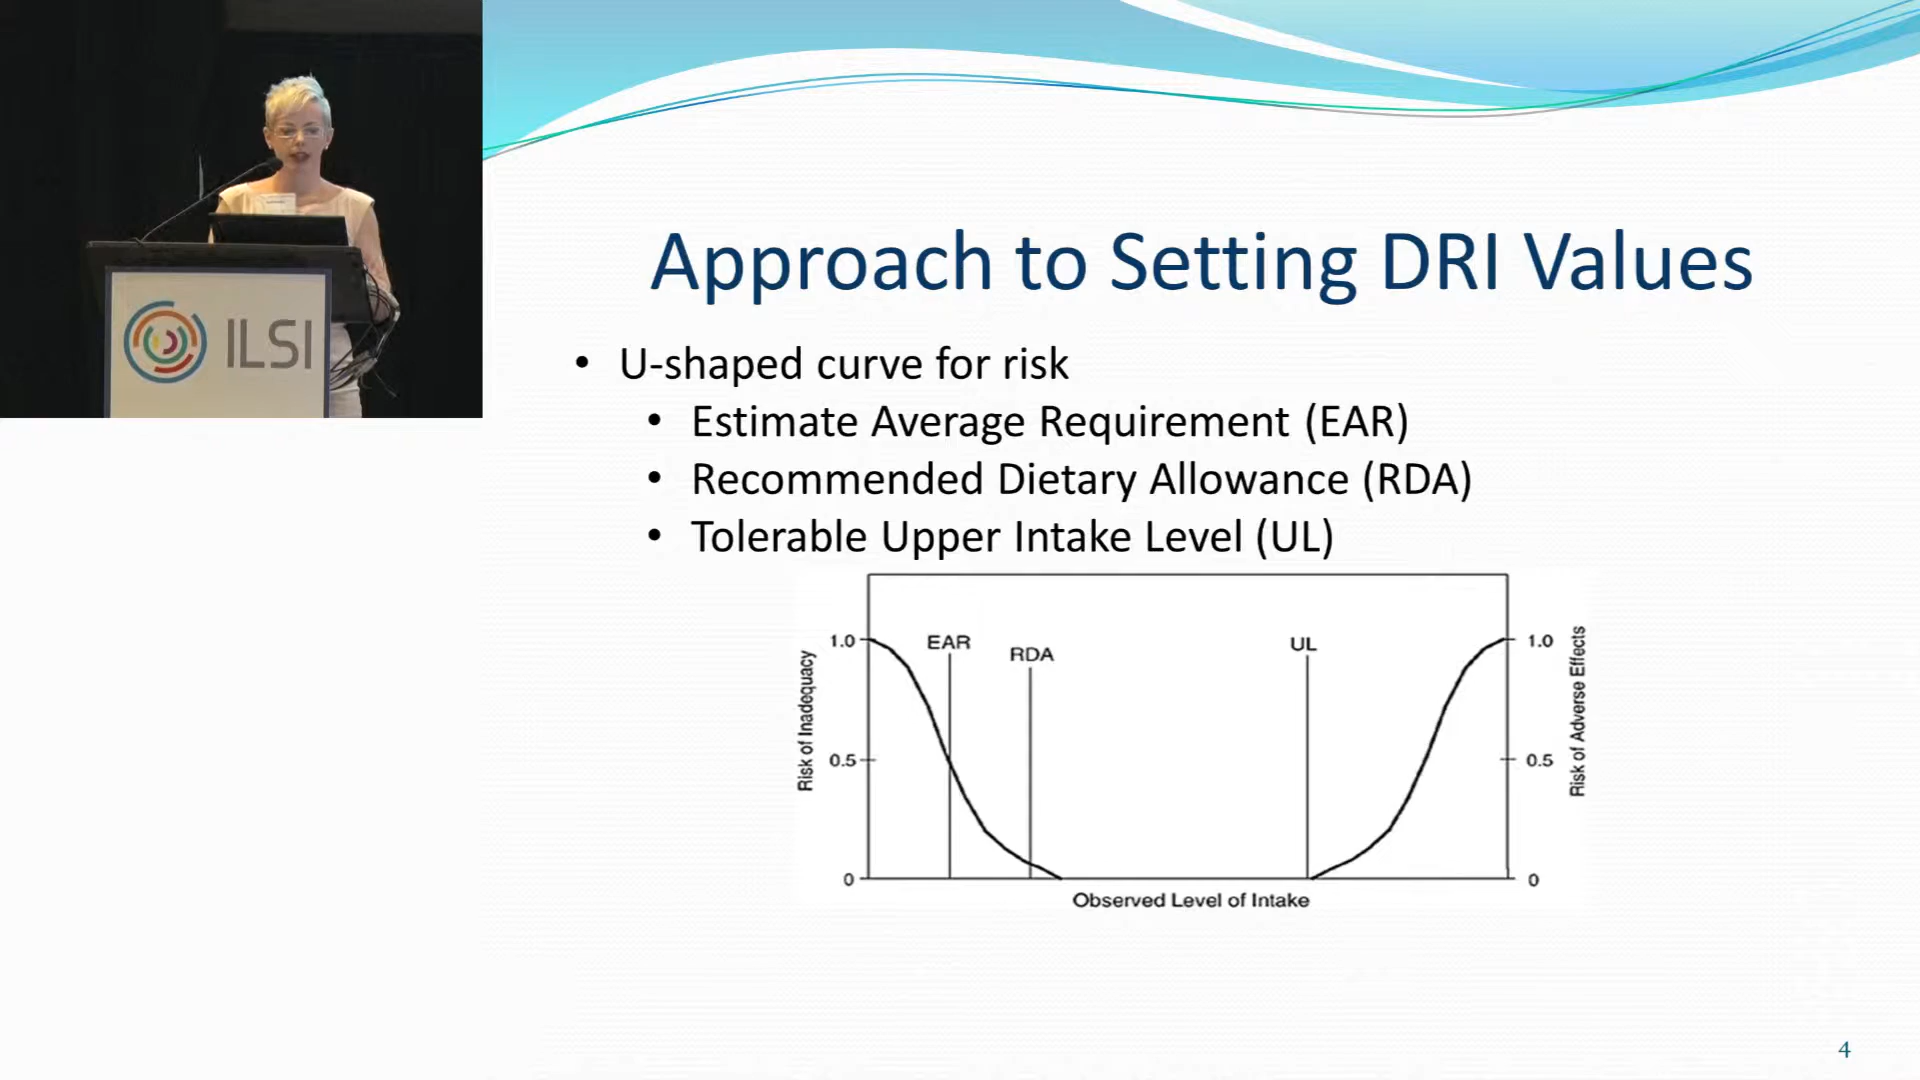 ILSI
Approach to Setting DRI Values
• U-shaped curve for risk
• Estimate Average Requirement (EAR)
• Recommended Dietary Allowance (RDA)
• Tolerable Upper Intake Level (UL)
Risk of Inadequacy
1.0
0.5
0
EAR
RDA
UL
1.0
0.5
0
Risk of Adverse Effects
Observed Level of Intake
4